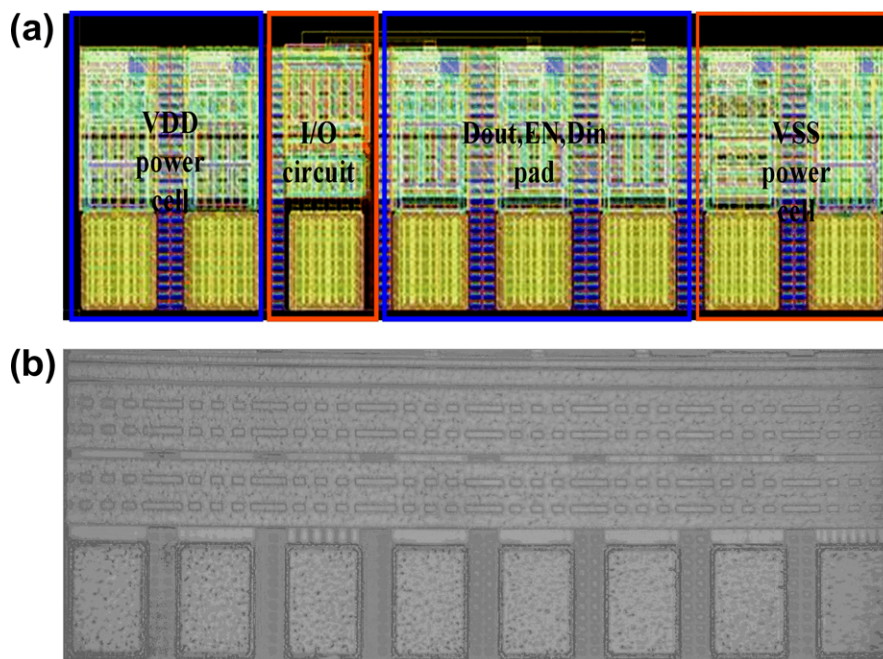 (a)
VDD
power
cell
I/O
circuit
Dout,EN,Din
pad
VSS
power
cell
(b)